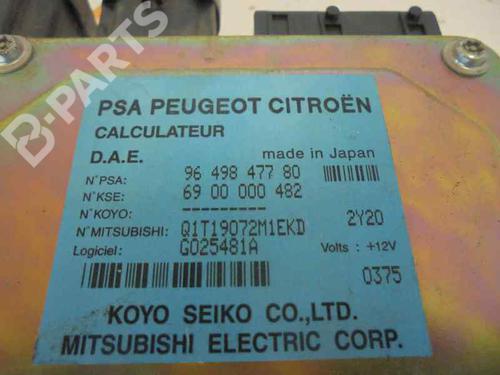 B-PARTS
PSA PEUGEOT CITROËN
CALCULATEUR
D.A.E. made in Japan
N°PSA: 96 498 477 80
N°KSE: 69 00 000 482
N°KOYO: ---------
N°MITSUBISHI: Q1T19072M1EKD 2Y20
Logiciel: G025481A Volts : +12V
0375
KOYO SEIKO CO.,LTD.
MITSUBISHI ELECTRIC CORP.